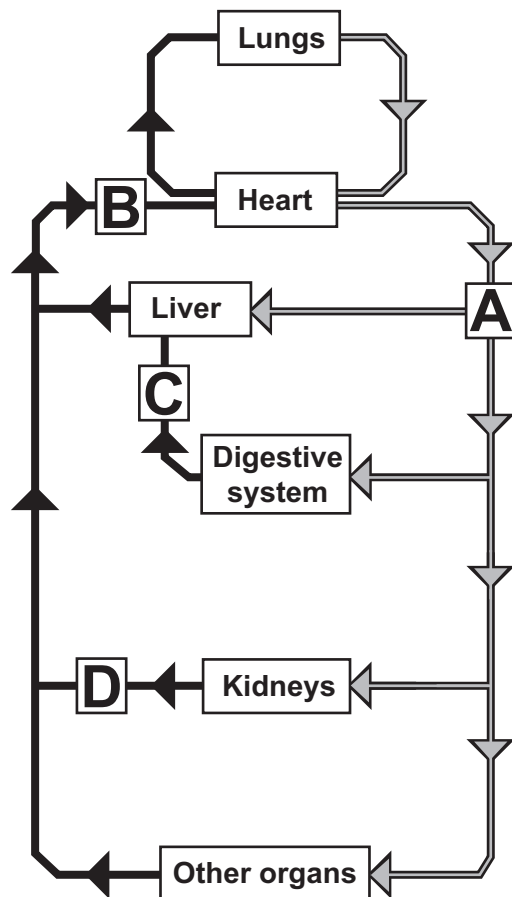 Lungs
B
Heart
Liver
A
C
Digestive
system
D
Kidneys
Other organs